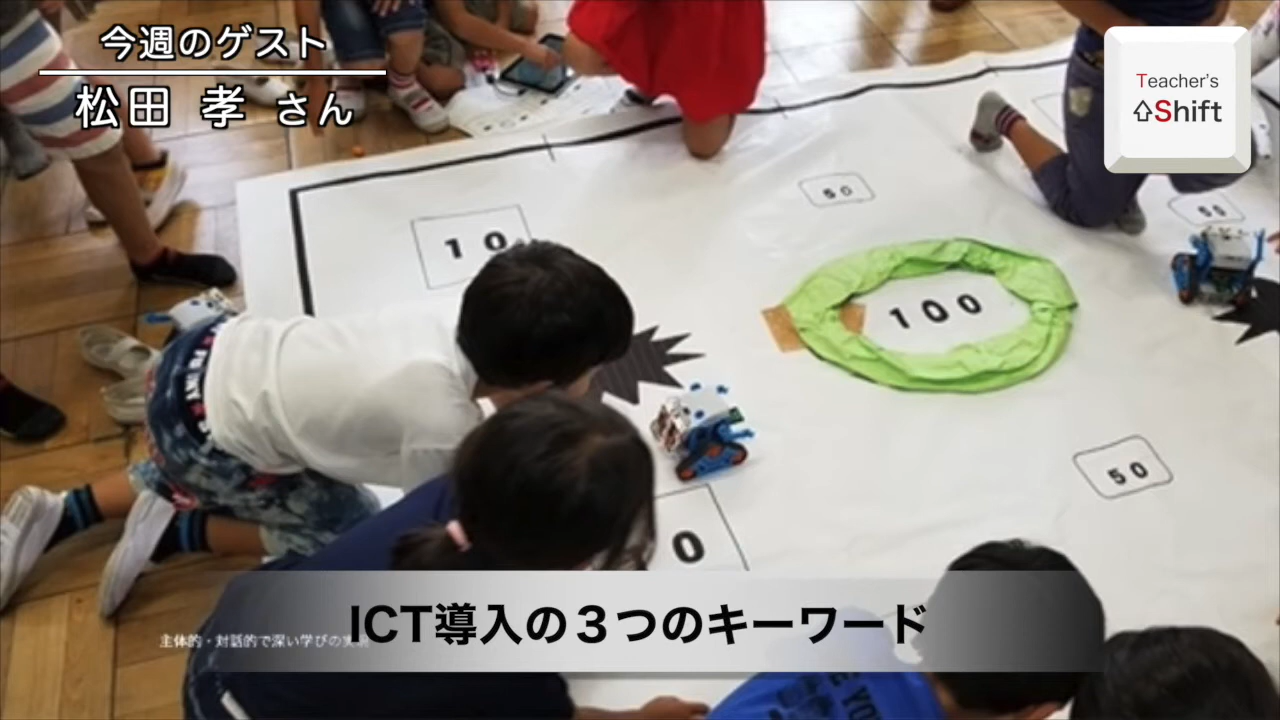 今週のゲスト
松田 孝 さん
Teacher's
⇧Shift
50
10
100
50
0
ICT導入の３つのキーワード
主体的・対話的で深い学びの実